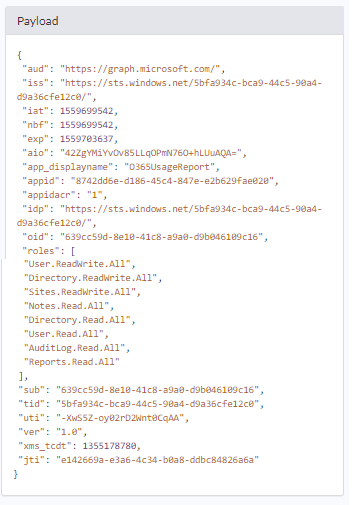 Payload
{
"aud": "https://graph.microsoft.com/",
"iss": "https://sts.windows.net/5bfa934c-bca9-44c5-90a4-
d9a36cfe12c0/",
"iat": 1559699542,
"nbf": 1559699542,
"exp": 1559703637,
"aio": "42ZgYMiYvOv85LLqOPmN76O+hLUuAQA=",
"app_displayname": "O365UsageReport",
"appid": "8742dd6e-d186-45c4-847e-e2b629fae020",
"appidacr": "1",
"idp": "https://sts.windows.net/5bfa934c-bca9-44c5-90a4-
d9a36cfe12c0/",
"oid": "639cc59d-8e10-41c8-a9a0-d9b046109c16",
"roles": [
"User.ReadWrite.All",
"Directory.ReadWrite.All",
"Sites.ReadWrite.All",
"Notes.Read.All",
"Directory.Read.All",
"User.Read.All",
"AuditLog.Read.All",
"Reports.Read.All"
],
"sub": "639cc59d-8e10-41c8-a9a0-d9b046109c16",
"tid": "5bfa934c-bca9-44c5-90a4-d9a36cfe12c0",
"uti": "-XwS5Z-oy02rD2Wnt0CqAA",
"ver": "1.0",
"xms_tcdt": 1355178780,
"jti": "e142669a-e3a6-4c34-b0a8-ddbc84826a6a"
}